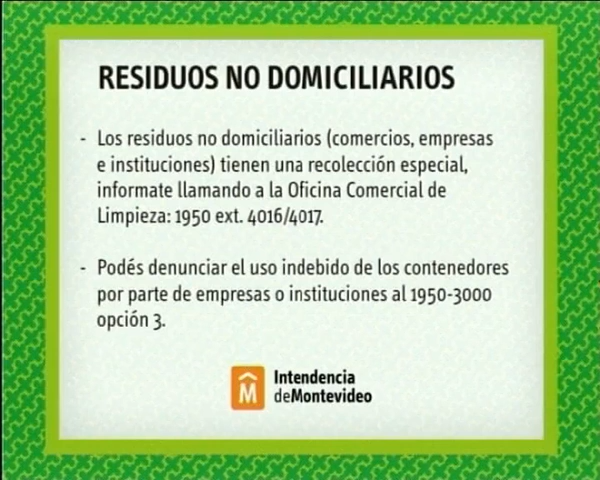 RESIDUOS NO DOMICILIARIOS
- Los residuos no domiciliarios (comercios, empresas
e instituciones) tienen una recolección especial,
informate llamando a la Oficina Comercial de
Limpieza: 1950 ext. 4016/4017.
- Podés denunciar el uso indebido de los contenedores
por parte de empresas o instituciones al 1950-3000
opción 3.
M
Intendencia
deMontevideo